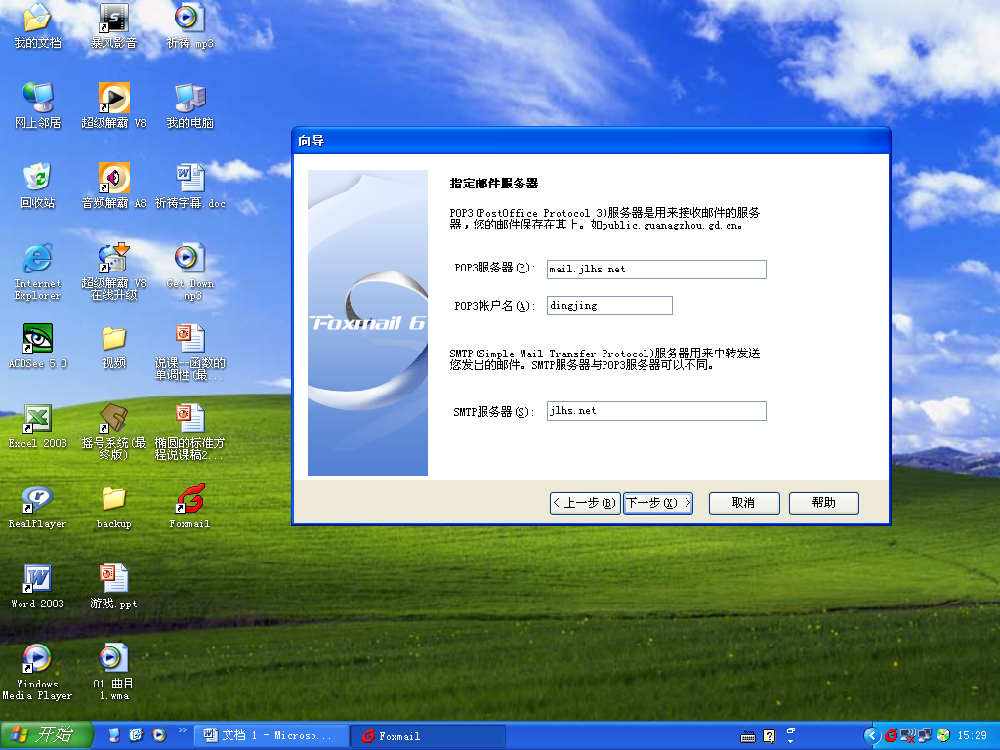 我的文档
暴风影音
祈祷.mp3
网上邻居
超级解霸 V8
我的电脑
回收站
音频解霸 A8
祈祷字幕.doc
Internet
Explorer
超级解霸 V8
在线升级
Get Down
.mp3
ACDSee 5.0
视频
说课--函数的
单调性(最...
Excel 2003
摇号系统(最
终版)
椭圆的标准方
程说课稿2...
RealPlayer
backup
Foxmail
Word 2003
游戏.ppt
Windows
Media Player
01 曲目
1.wma
向导
Foxmail 6
指定邮件服务器
POP3(PostOffice Protocol 3)服务器是用来接收邮件的服务
器，您的邮件保存在其上。如public.guanagzhou.gd.cn。
POP3服务器(P): mail.jlhs.net
POP3帐户名(A): dingjing
SMTP(Simple Mail Transfer Protocol)服务器用来中转发送
您发出的邮件。SMTP服务器与POP3服务器可以不同。
SMTP服务器(S): jlhs.net
< 上一步(B) 下一步(X) > 取消 帮助
开始 文档 1 - Microso... Foxmail 15:29